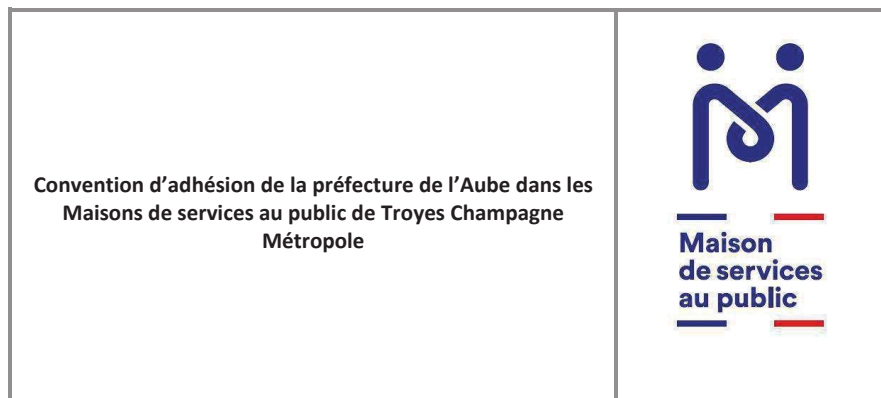 Convention d’adhésion de la préfecture de l’Aube dans les
Maisons de services au public de Troyes Champagne
Métropole
Maison
de services
au public